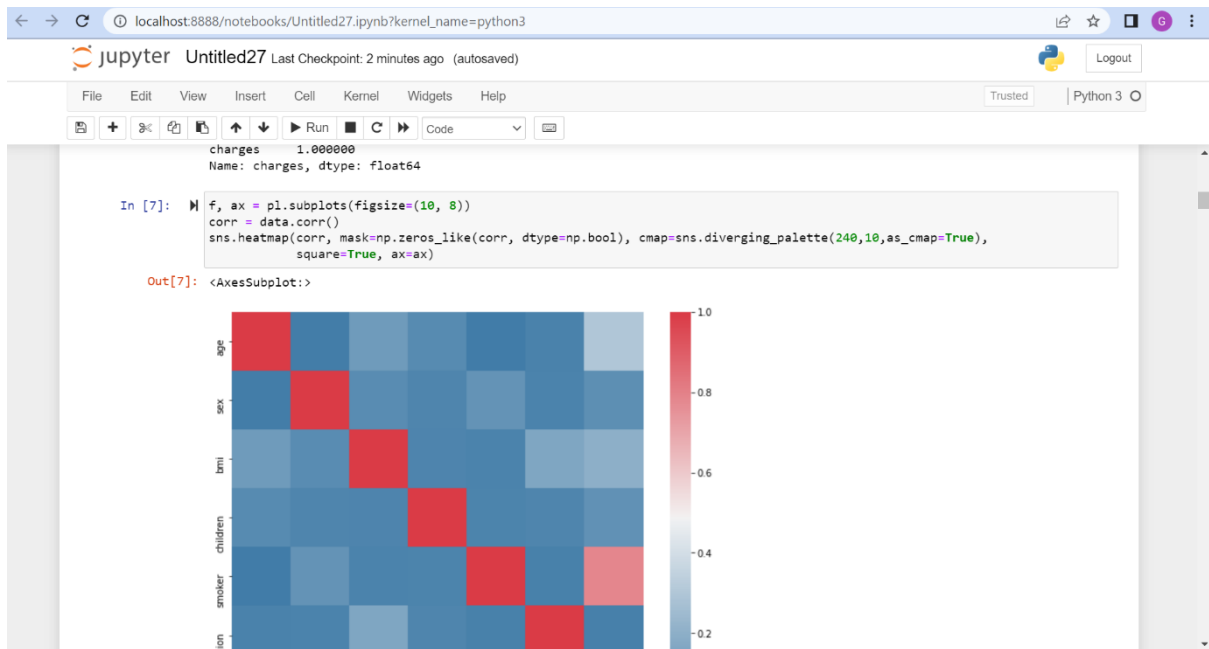 localhost:8888/notebooks/Untitled27.ipynb?kernel_name=python3
G
jupyter Untitled27 Last Checkpoint: 2 minutes ago (autosaved)
Logout
File Edit View Insert Cell Kernel Widgets Help
Trusted
Python 3
Run
Code
charges 1.000000
Name: charges, dtype: float64
In [7]:
f, ax = pl.subplots(figsize=(10, 8))
corr = data.corr()
sns.heatmap(corr, mask=np.zeros_like(corr, dtype=np.bool), cmap=sns.diverging_palette(240,10,as_cmap=True),
square=True, ax=ax)
Out[7]: <AxesSubplot:>
1.0
age
0.8
sex
0.6
bmi
children
0.4
smoker
0.2
ion